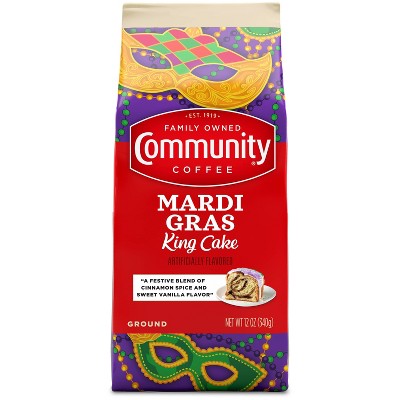 • EST. 1919 •
FAMILY OWNED
Community®
COFFEE
MARDI
GRAS
King Cake
ARTIFICIALLY FLAVORED
"A FESTIVE BLEND OF
CINNAMON SPICE AND
SWEET VANILLA FLAVOR"
GROUND
NET WT 12 OZ (340g)